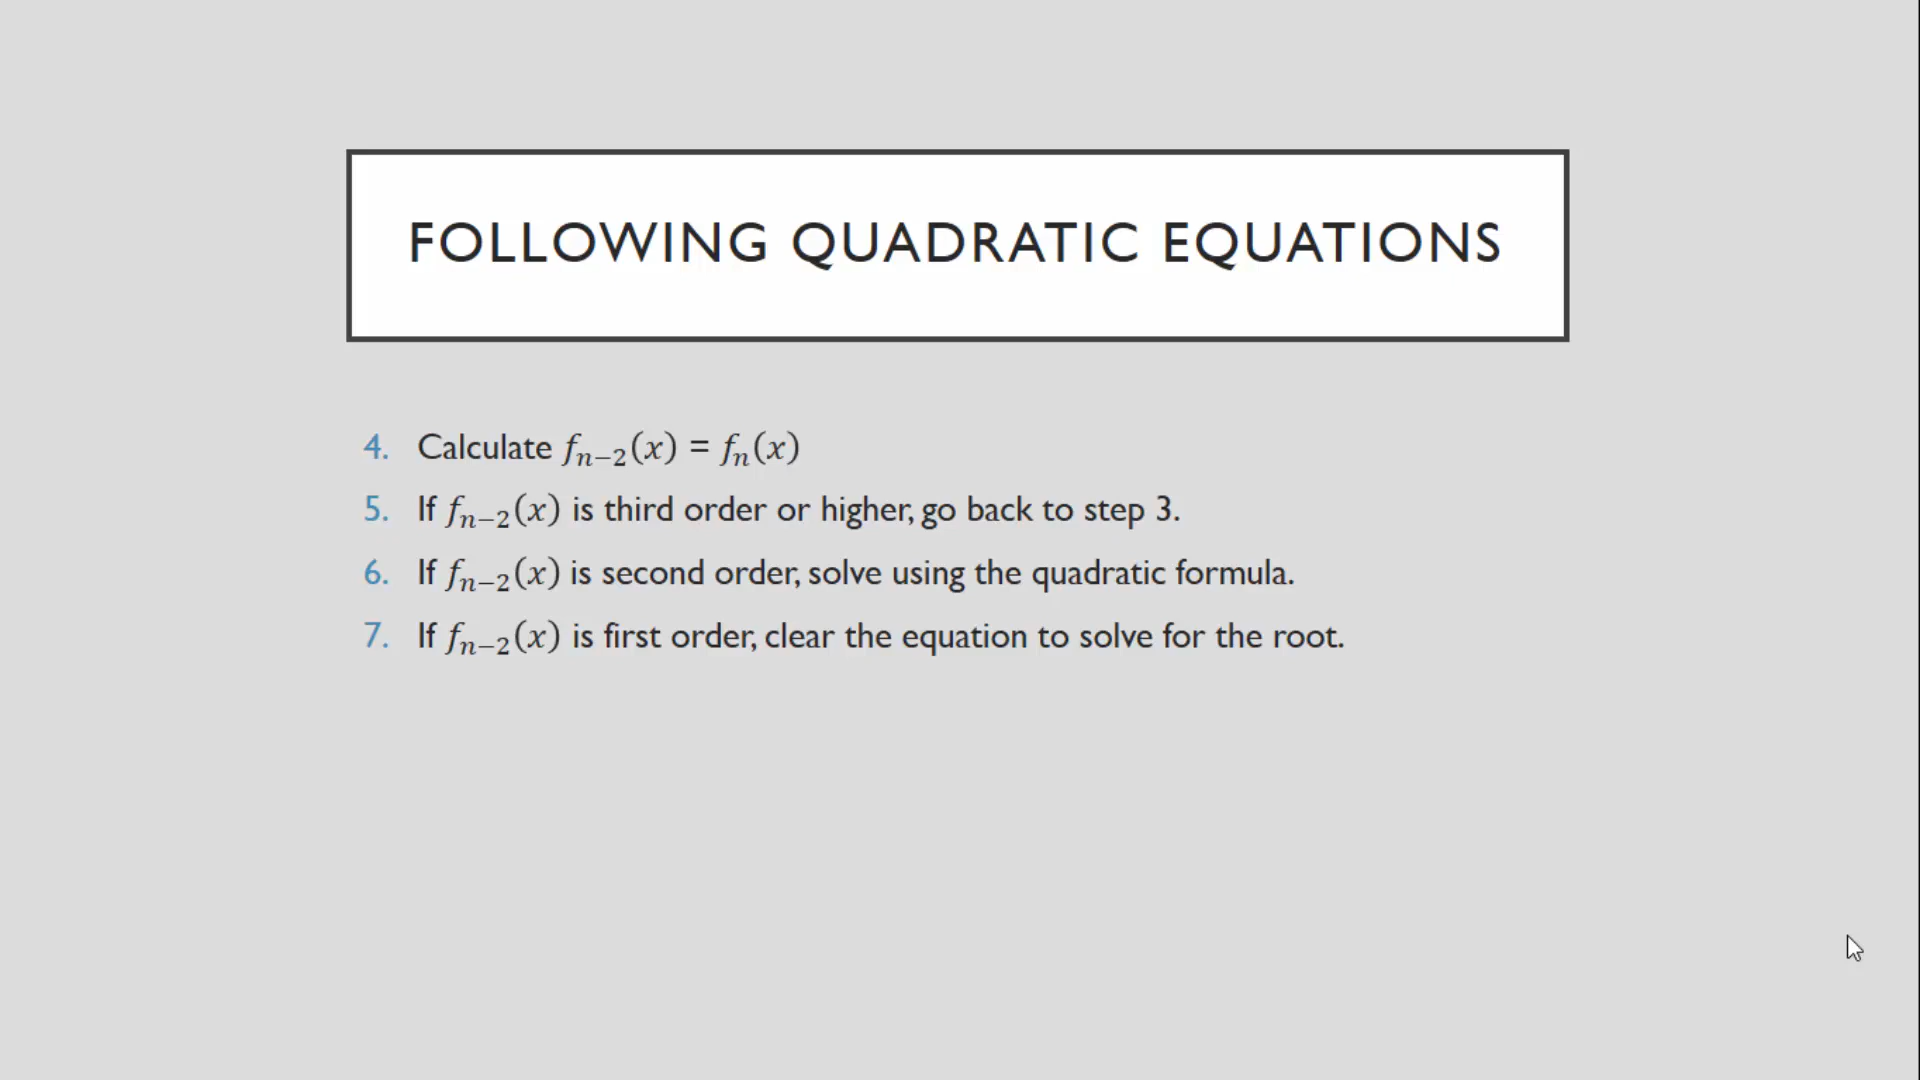 FOLLOWING QUADRATIC EQUATIONS
4. Calculate fₙ₋₂(x) = fₙ(x)
5. If fₙ₋₂(x) is third order or higher, go back to step 3.
6. If fₙ₋₂(x) is second order, solve using the quadratic formula.
7. If fₙ₋₂(x) is first order, clear the equation to solve for the root.